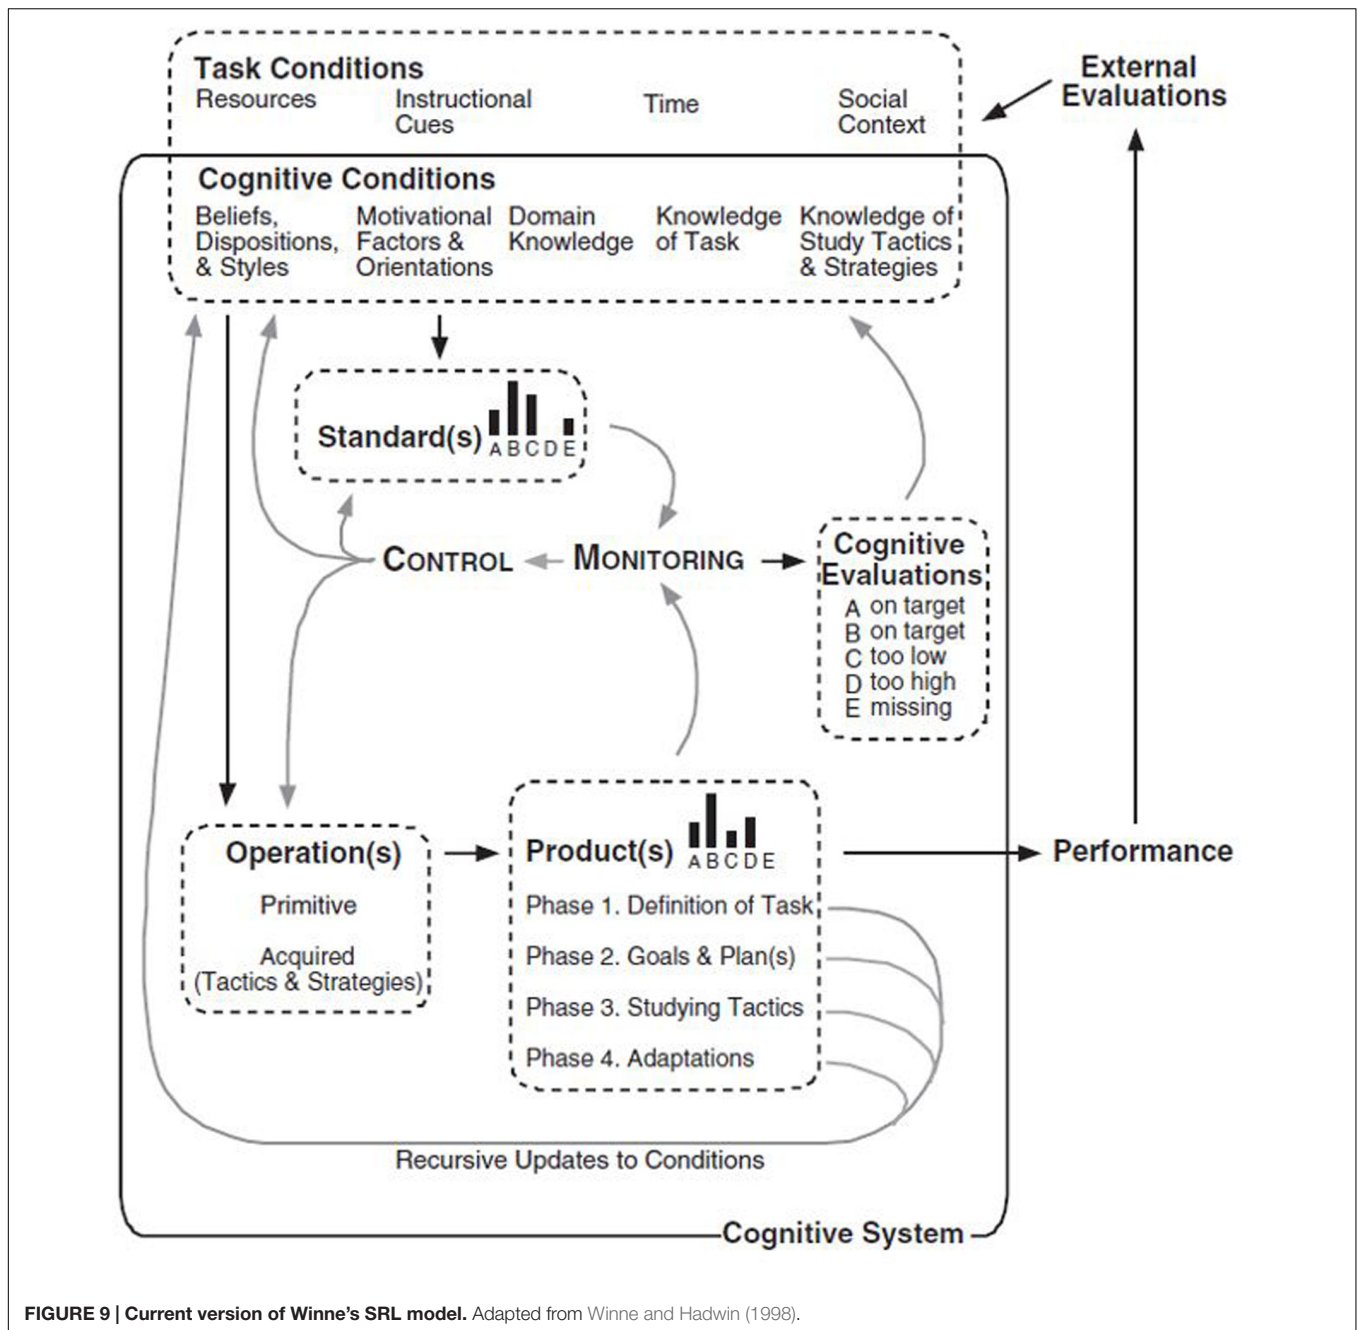 Task Conditions
Resources
Instructional
Cues
Time
Social
Context
External
Evaluations
Cognitive Conditions
Beliefs,
Dispositions,
& Styles
Motivational
Factors &
Orientations
Domain
Knowledge
Knowledge
of Task
Knowledge of
Study Tactics
& Strategies
Standard(s)
A B C D E
CONTROL
MONITORING
Cognitive
Evaluations
A on target
B on target
C too low
D too high
E missing
Operation(s)
Primitive
Acquired
(Tactics & Strategies)
Product(s)
A B C D E
Phase 1. Definition of Task
Phase 2. Goals & Plan(s)
Phase 3. Studying Tactics
Phase 4. Adaptations
Performance
Recursive Updates to Conditions
Cognitive System
FIGURE 9 | Current version of Winne's SRL model. Adapted from Winne and Hadwin (1998).